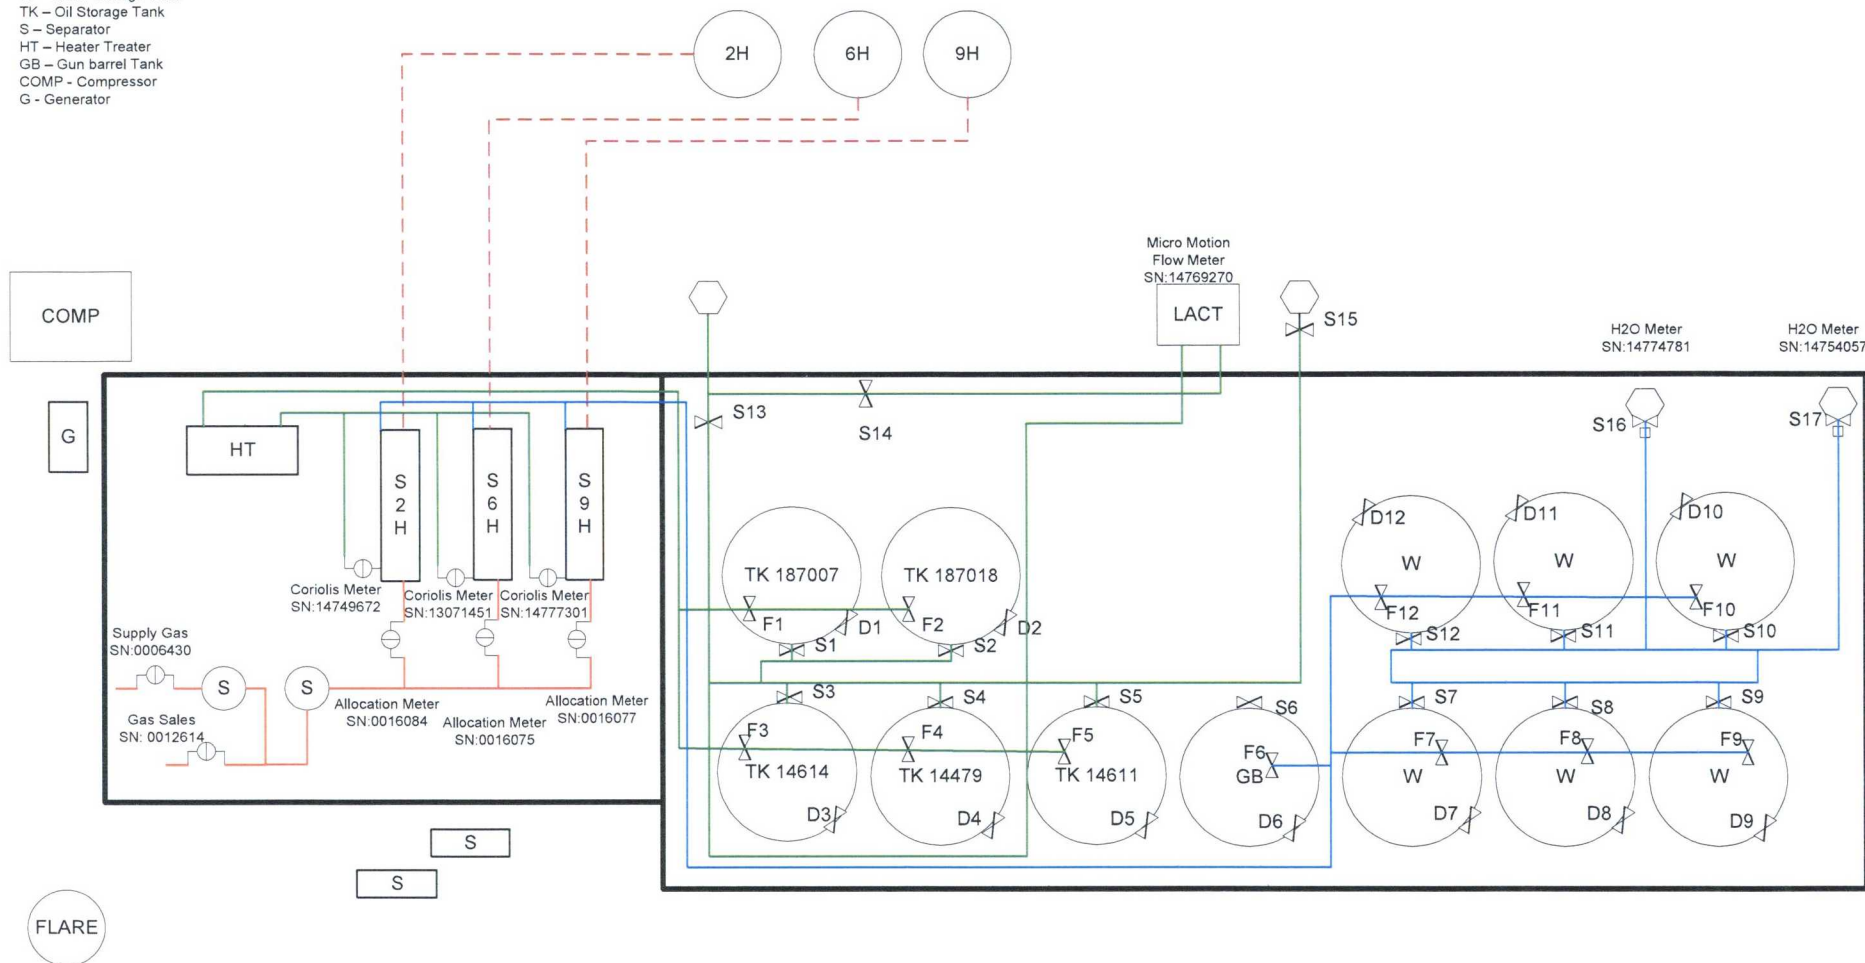 TK – Oil Storage Tank
S – Separator
HT – Heater Treater
GB – Gun barrel Tank
COMP - Compressor
G - Generator
2H
6H
9H
Micro Motion
Flow Meter
SN:14769270
LACT
S15
COMP
H2O Meter
SN:14774781
H2O Meter
SN:14754057
G
HT
S
2
H
S
6
H
S
9
H
S13
S14
S16
S17
Coriolis Meter
SN:14749672
Coriolis Meter
SN:13071451
Coriolis Meter
SN:14777301
TK 187007
F1
D1
S1
TK 187018
F2
D2
S2
D12
W
F12
S12
D11
W
F11
S11
D10
W
F10
S10
Supply Gas
SN:0006430
S
S
Gas Sales
SN: 0012614
Allocation Meter
SN:0016084
Allocation Meter
SN:0016075
Allocation Meter
SN:0016077
S3
F3
TK 14614
D3
S4
F4
TK 14479
D4
S5
F5
TK 14611
D5
S6
F6
GB
D6
S7
F7
W
D7
S8
F8
W
D8
S9
F9
W
D9
S
S
FLARE